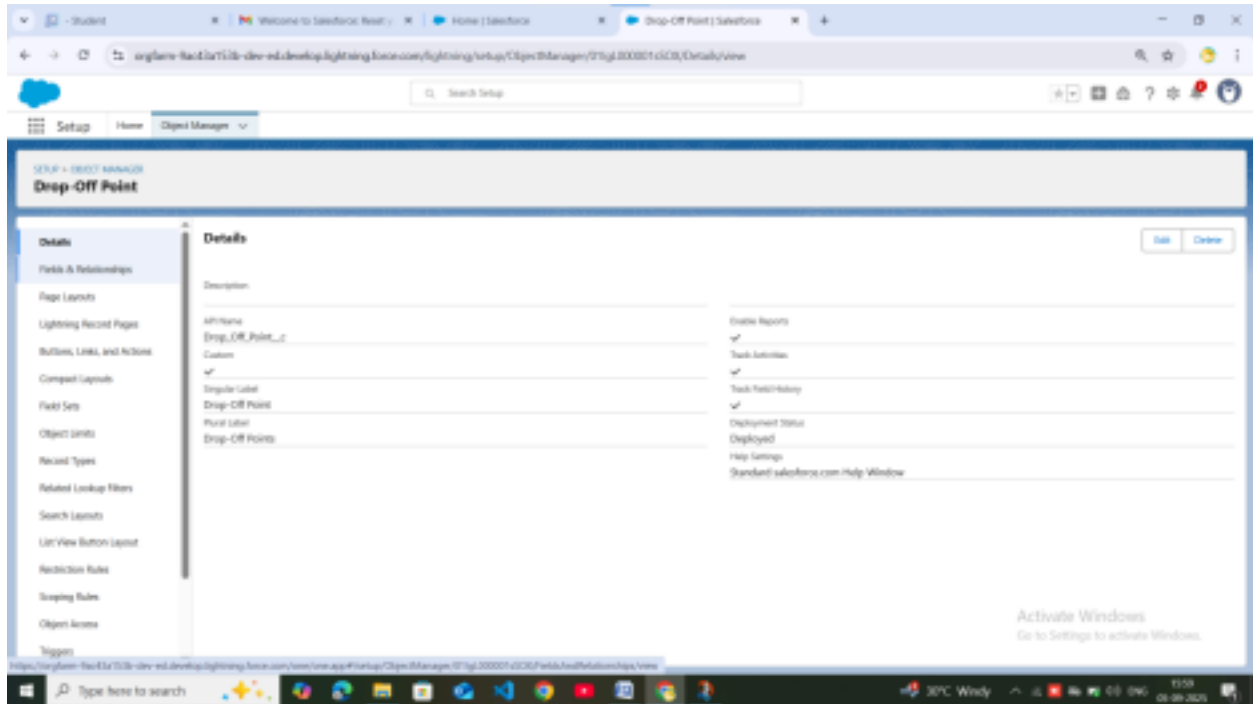 - Student
Welcome to Salesforce: Reset y
Home | Salesforce
Drop-Off Point | Salesforce
Search Setup
Setup
Home
Object Manager
SETUP > OBJECT MANAGER
Drop-Off Point
Details
Fields & Relationships
Page Layouts
Lightning Record Pages
Buttons, Links, and Actions
Compact Layouts
Field Sets
Object Limits
Record Types
Related Lookup Filters
Search Layouts
List View Button Layout
Restriction Rules
Scoping Rules
Object Access
Triggers
Details
Edit
Delete
Description
API Name
Drop_Off_Point__c
Custom
Singular Label
Drop-Off Point
Plural Label
Drop-Off Points
Enable Reports
Track Activities
Track Field History
Deployment Status
Deployed
Help Settings
Standard salesforce.com Help Window
Activate Windows
Go to Settings to activate Windows.
Type here to search
30°C Windy
ENG
15:59